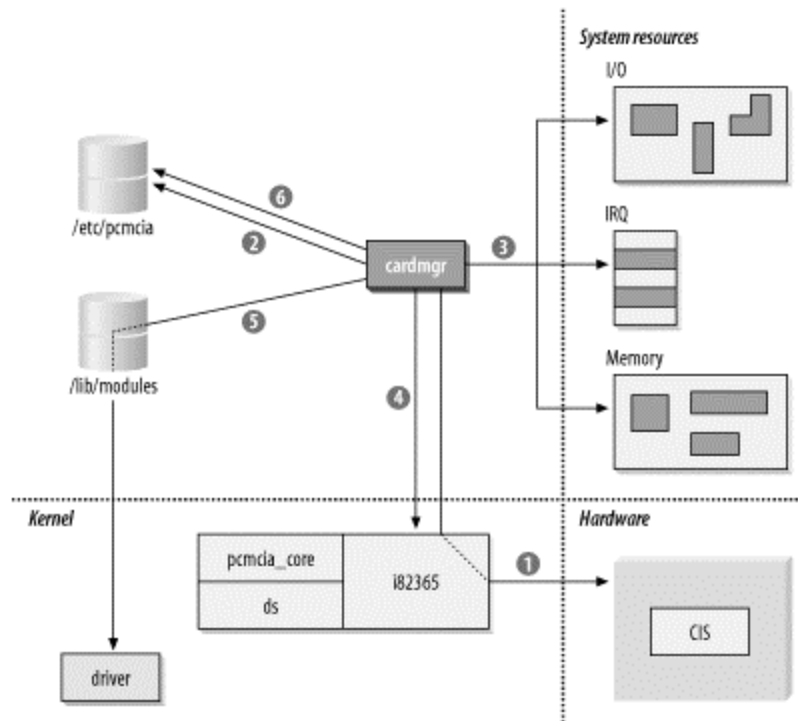 System resources
I/O
/etc/pcmcia
6
2
IRQ
cardmgr
3
5
/lib/modules
Memory
4
Kernel
Hardware
pcmcia_core
i82365
ds
1
CIS
driver